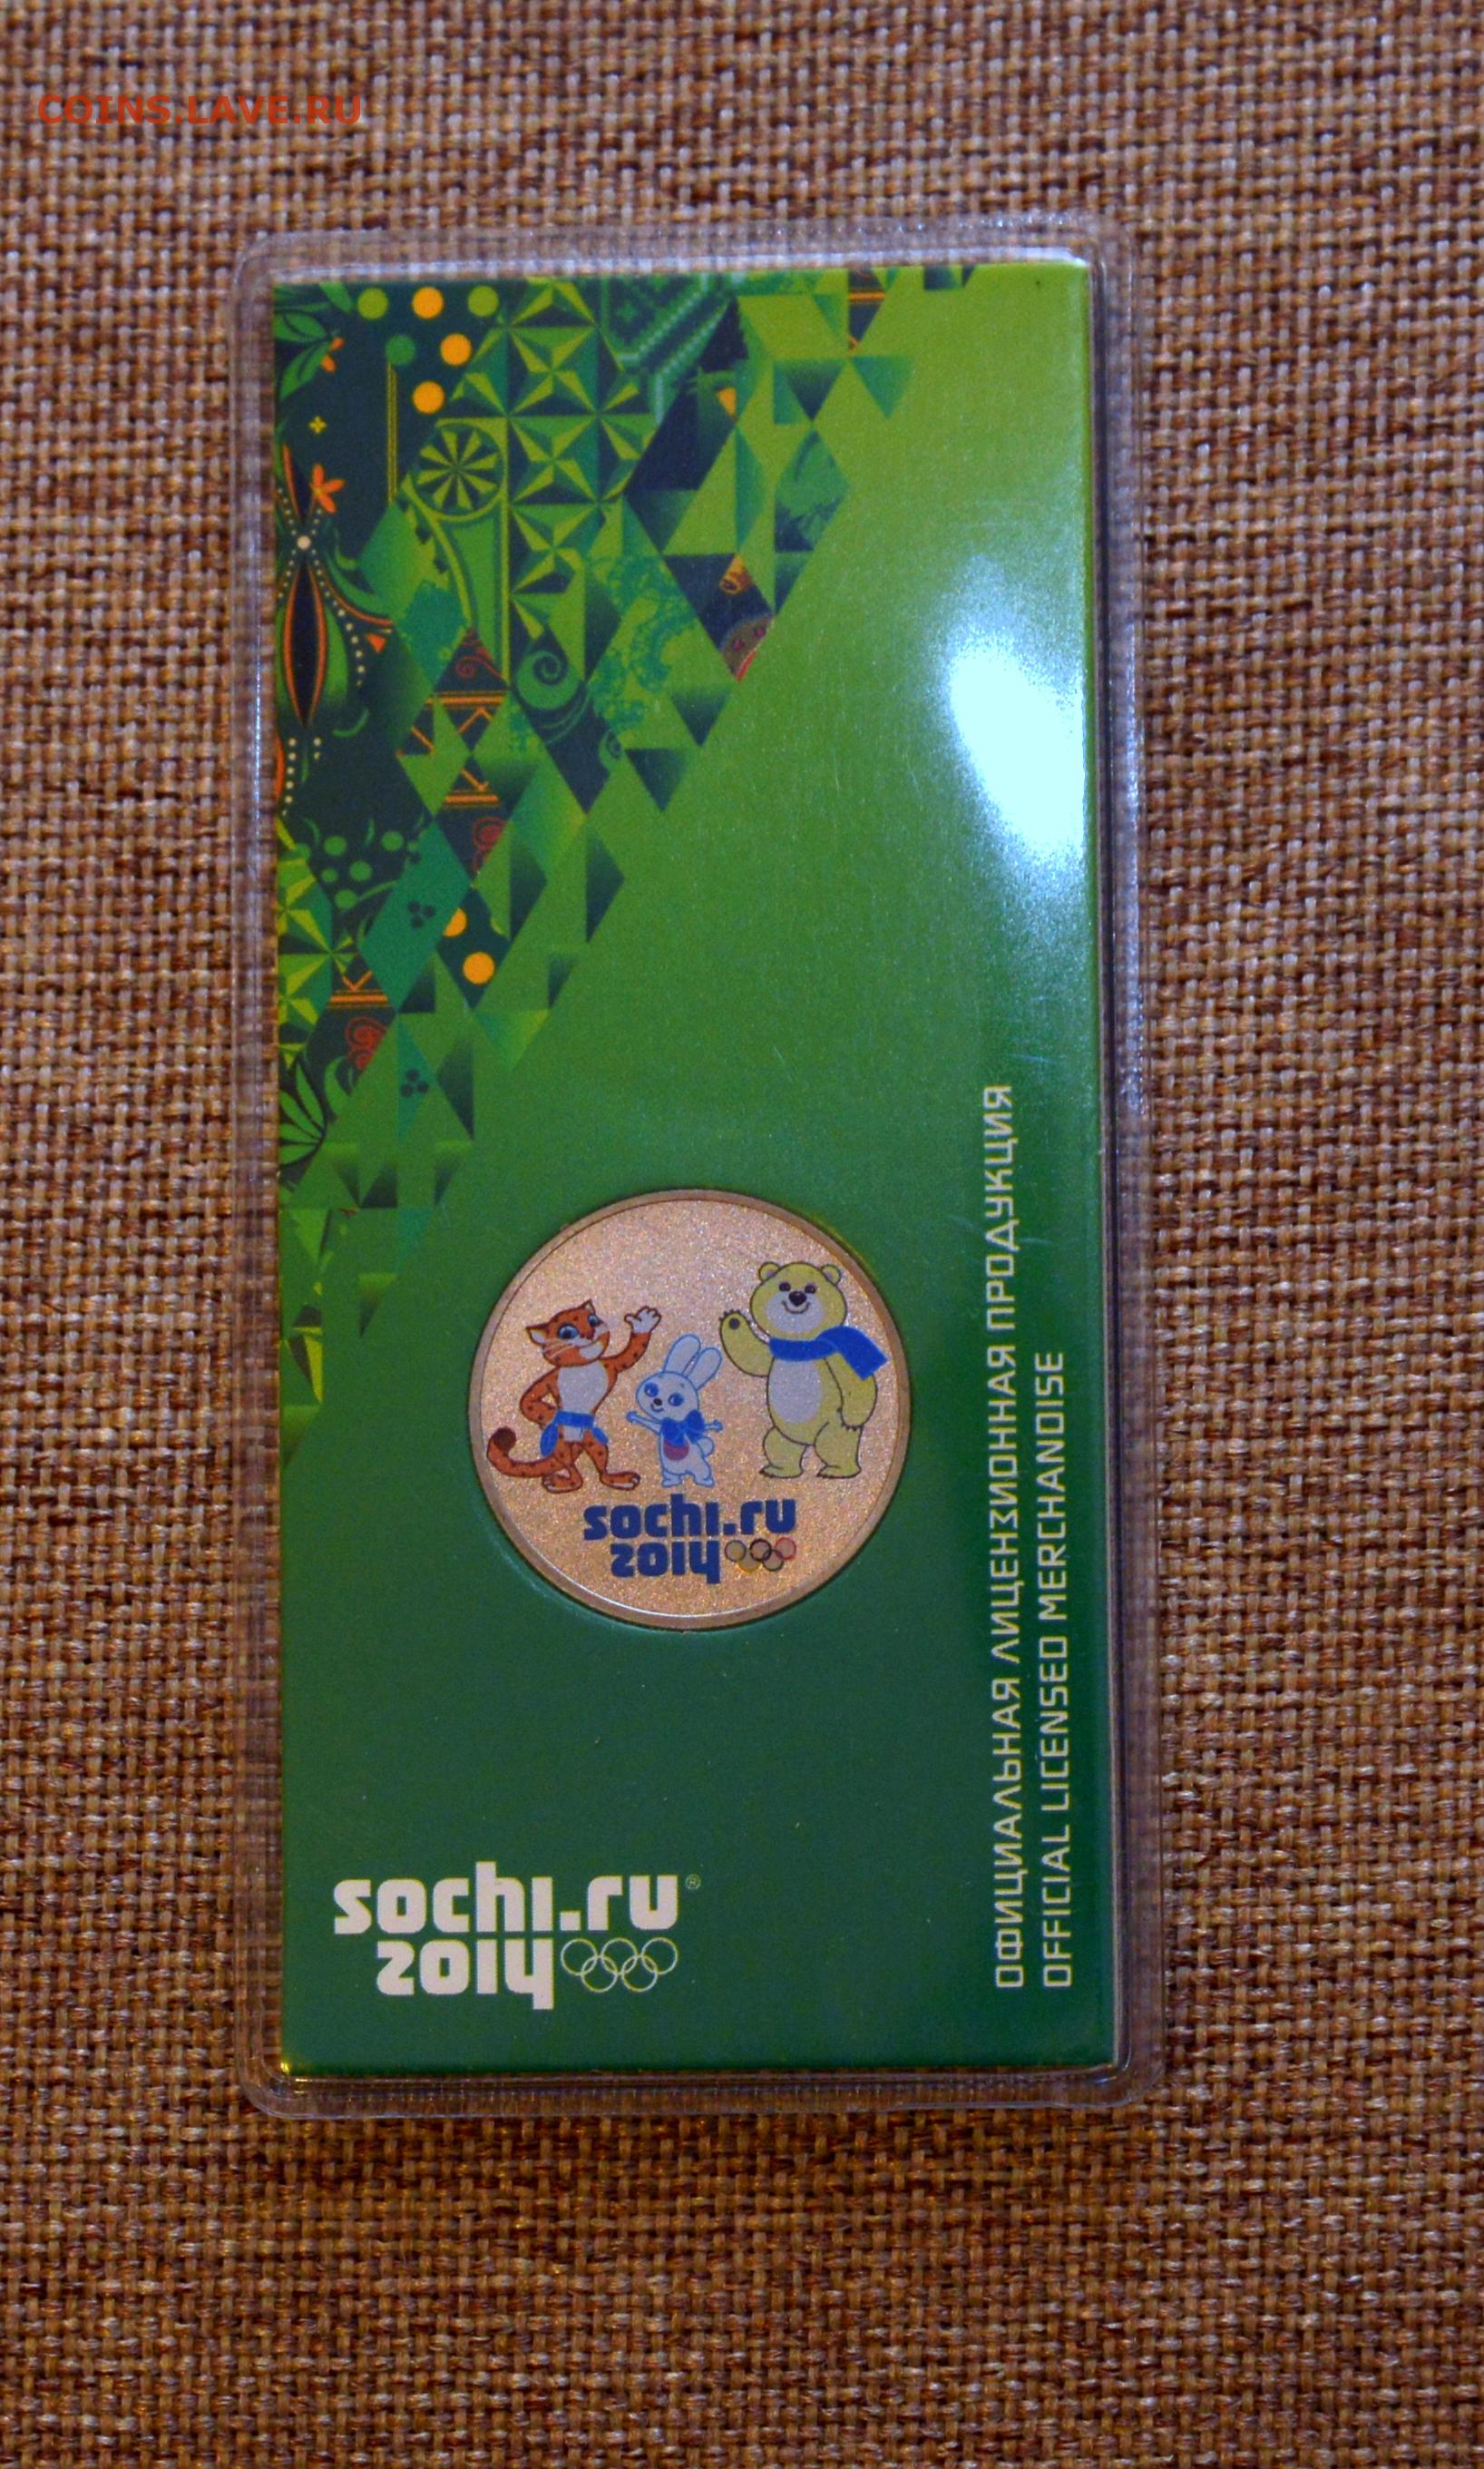 COINS.LAVE.RU
sochi.ru
2014
sochi.ru®
2014
ОФИЦИАЛЬНАЯ ЛИЦЕНЗИОННАЯ ПРОДУКЦИЯ
OFFICIAL LICENSED MERCHANDISE